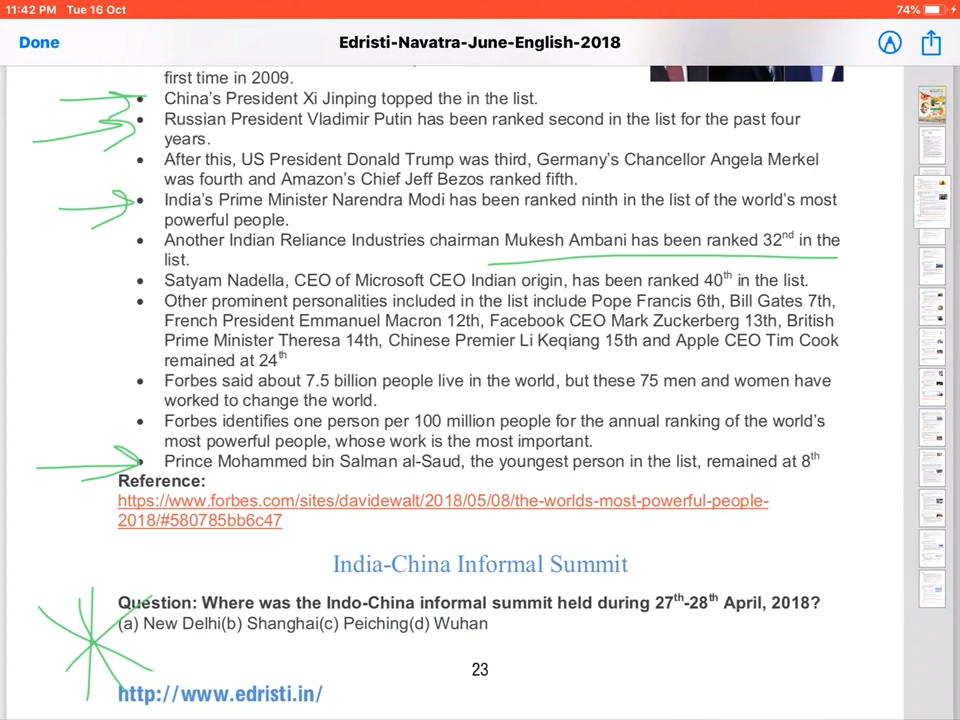 11:42 PM Tue 16 Oct 74%
Done Edristi-Navatra-June-English-2018
first time in 2009.
• China's President Xi Jinping topped the in the list.
• Russian President Vladimir Putin has been ranked second in the list for the past four
years.
• After this, US President Donald Trump was third, Germany's Chancellor Angela Merkel
was fourth and Amazon's Chief Jeff Bezos ranked fifth.
• India's Prime Minister Narendra Modi has been ranked ninth in the list of the world's most
powerful people.
• Another Indian Reliance Industries chairman Mukesh Ambani has been ranked 32nd in the
list.
• Satyam Nadella, CEO of Microsoft CEO Indian origin, has been ranked 40th in the list.
• Other prominent personalities included in the list include Pope Francis 6th, Bill Gates 7th,
French President Emmanuel Macron 12th, Facebook CEO Mark Zuckerberg 13th, British
Prime Minister Theresa 14th, Chinese Premier Li Keqiang 15th and Apple CEO Tim Cook
remained at 24th
• Forbes said about 7.5 billion people live in the world, but these 75 men and women have
worked to change the world.
• Forbes identifies one person per 100 million people for the annual ranking of the world's
most powerful people, whose work is the most important.
• Prince Mohammed bin Salman al-Saud, the youngest person in the list, remained at 8th
Reference:
https://www.forbes.com/sites/davidewalt/2018/05/08/the-worlds-most-powerful-people-
2018/#580785bb6c47
India-China Informal Summit
Question: Where was the Indo-China informal summit held during 27th-28th April, 2018?
(a) New Delhi(b) Shanghai(c) Peiching(d) Wuhan
23
http://www.edristi.in/